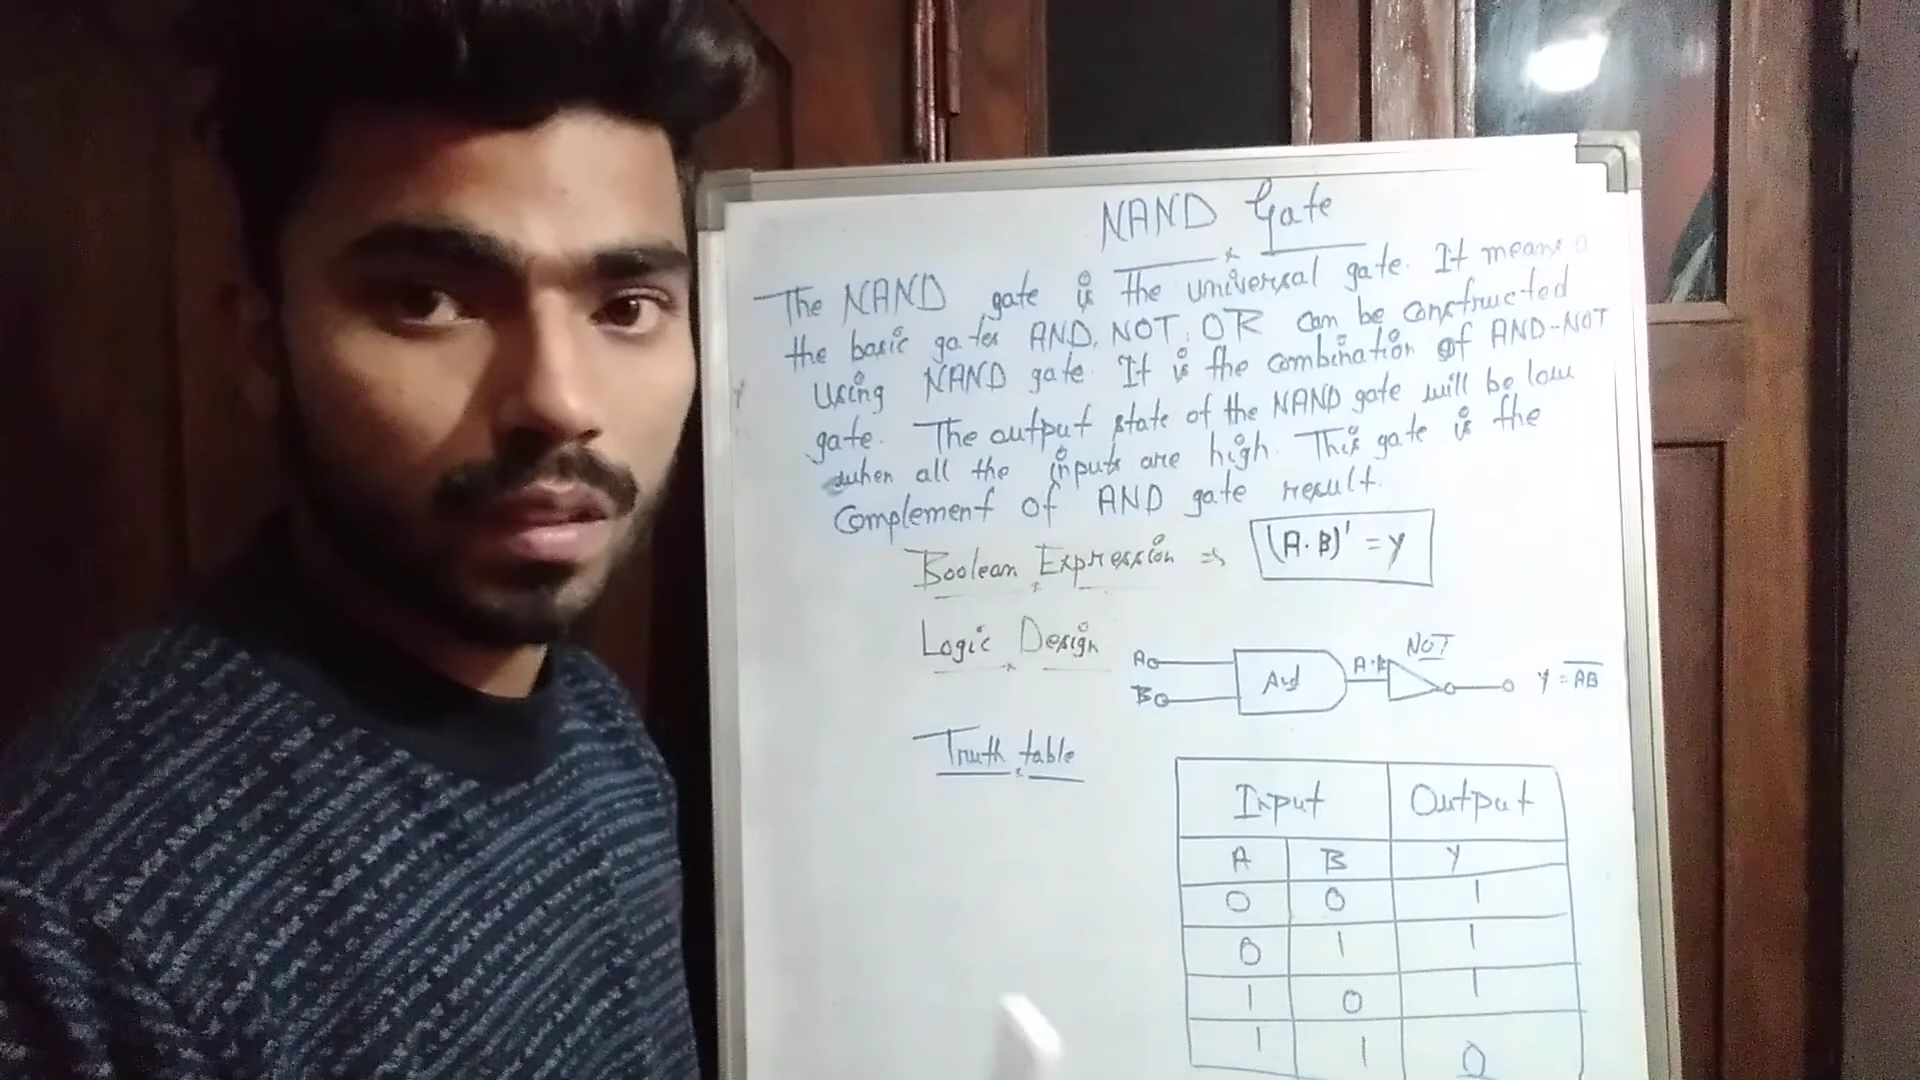 NAND Gate
The NAND gate is the universal gate. It means
the basic gates AND, NOT, OR can be constructed
using NAND gate. It is the combination of AND-NOT
gate. The output state of the NAND gate will be low
when all the inputs are high. This gate is the
Complement of AND gate result.
Boolean Expression ⇒ (A·B)' = Y
Logic Design
NOT
A And A·B Y = A̅B̅
B
Truth table
Input Output
A B Y
0 0 1
0 1 1
1 0 1
1 1 0